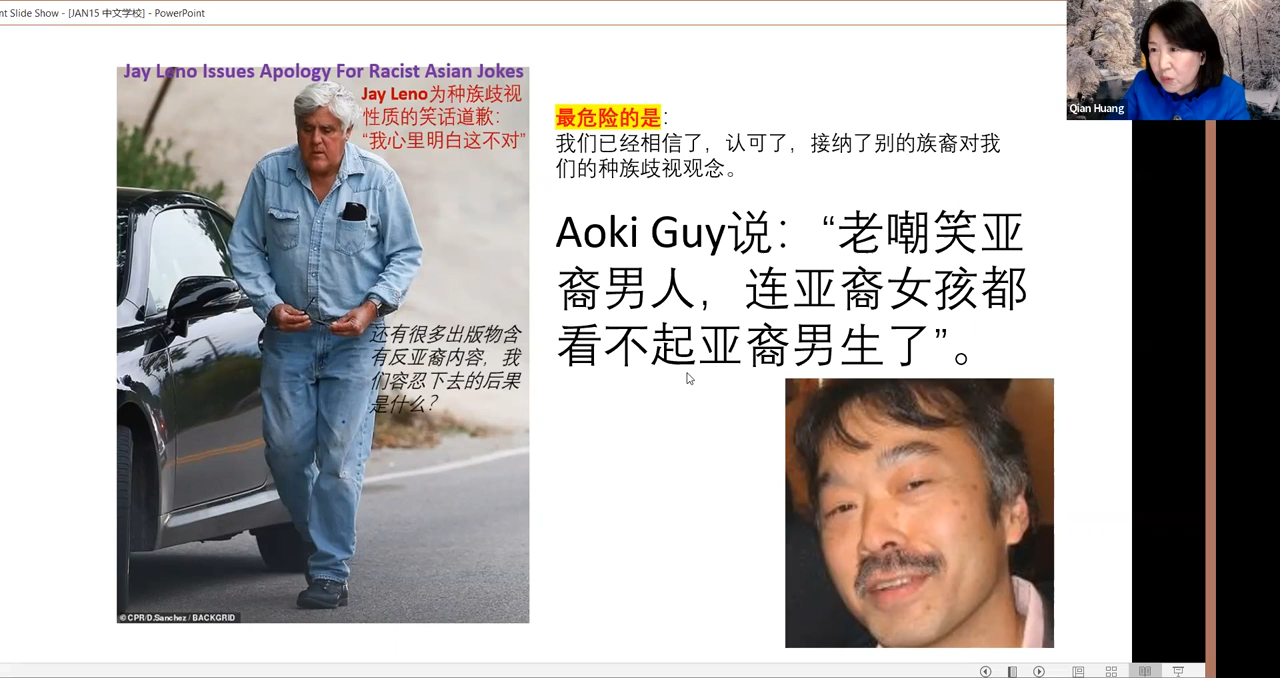 nt Slide Show - [JAN15 中文学校] - PowerPoint
Qian Huang
Jay Leno Issues Apology For Racist Asian Jokes
Jay Leno为种族歧视
性质的笑话道歉：
“我心里明白这不对”
还有很多出版物含
有反亚裔内容，我
们容忍下去的后果
是什么？
©CPR/D.Sanchez / BACKGRID
最危险的是：
我们已经相信了，认可了，接纳了别的族裔对我
们的种族歧视观念。
Aoki Guy说：“老嘲笑亚
裔男人，连亚裔女孩都
看不起亚裔男生了”。